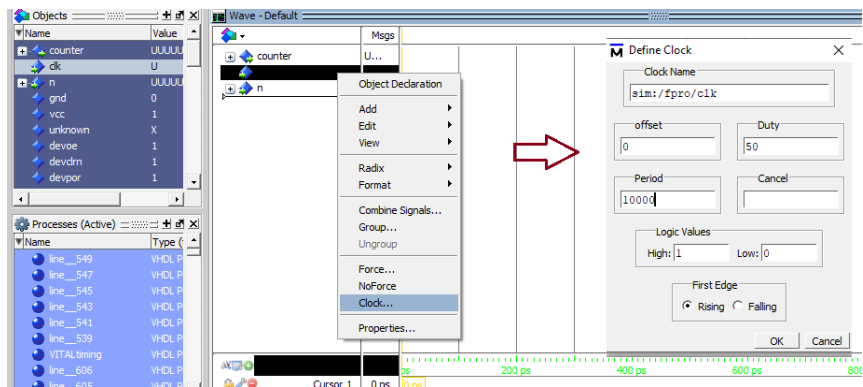 Objects
Name Value
counter UUUUU
clk U
n UUUUU
gnd 0
vcc 1
unknown X
devoe 1
devclrn 1
devpor 1
Processes (Active)
Name Type (
line__549 VHDL P
line__547 VHDL P
line__545 VHDL P
line__543 VHDL P
line__541 VHDL P
line__539 VHDL P
VITALtiming VHDL P
line__606 VHDL P
line__605 VHDL P
Wave - Default
Msgs
counter U...
n
Object Declaration
Add
Edit
View
Radix
Format
Combine Signals...
Group...
Ungroup
Force...
NoForce
Clock...
Properties...
Cursor 1 0 ps 0 ps
ps 200 ps 400 ps 600 ps 800
M Define Clock
Clock Name
sim:/fpro/clk
offset Duty
0 50
Period Cancel
10000
Logic Values
High: 1 Low: 0
First Edge
Rising Falling
OK Cancel